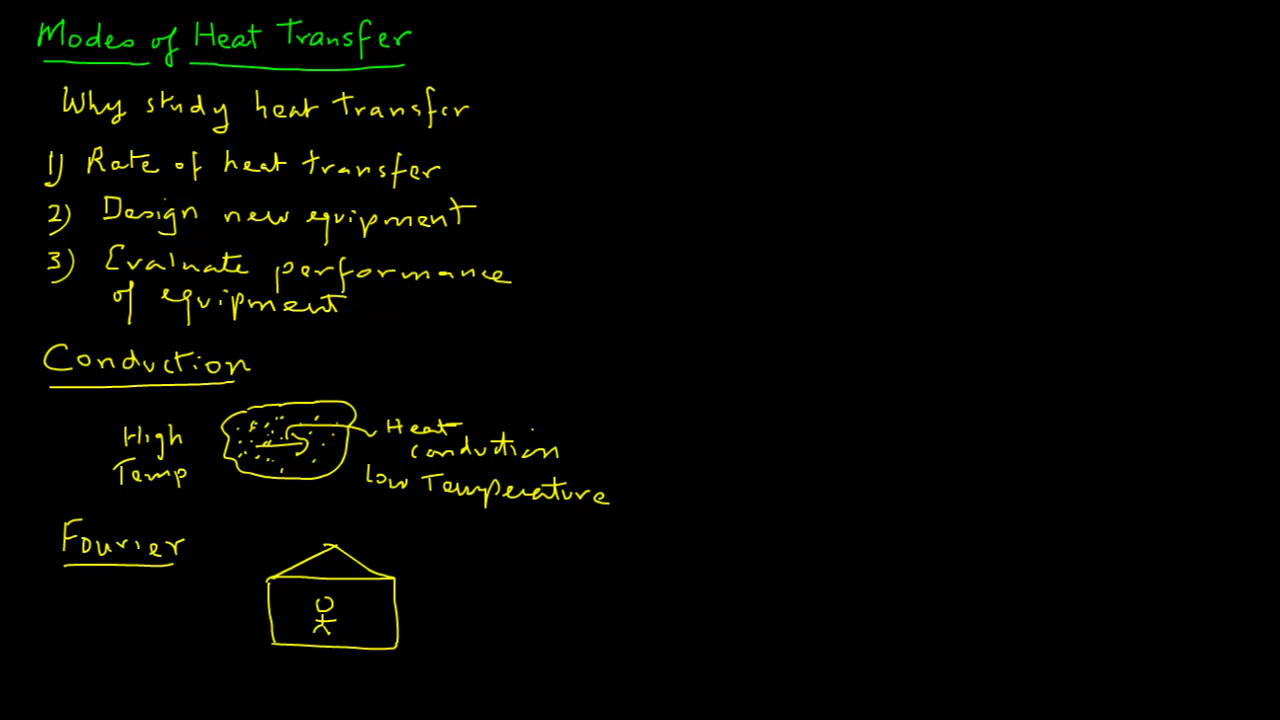 Modes of Heat Transfer
Why study heat transfer
1) Rate of heat transfer
2) Design new equipment
3) Evaluate performance
of equipment
Conduction
High
Temp
Heat
conduction
low Temperature
Fourier